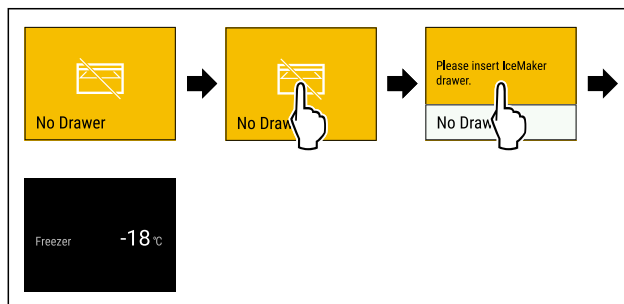 No Drawer
No Draw
Please insert IceMaker
drawer.
No Draw
Freezer -18 °C